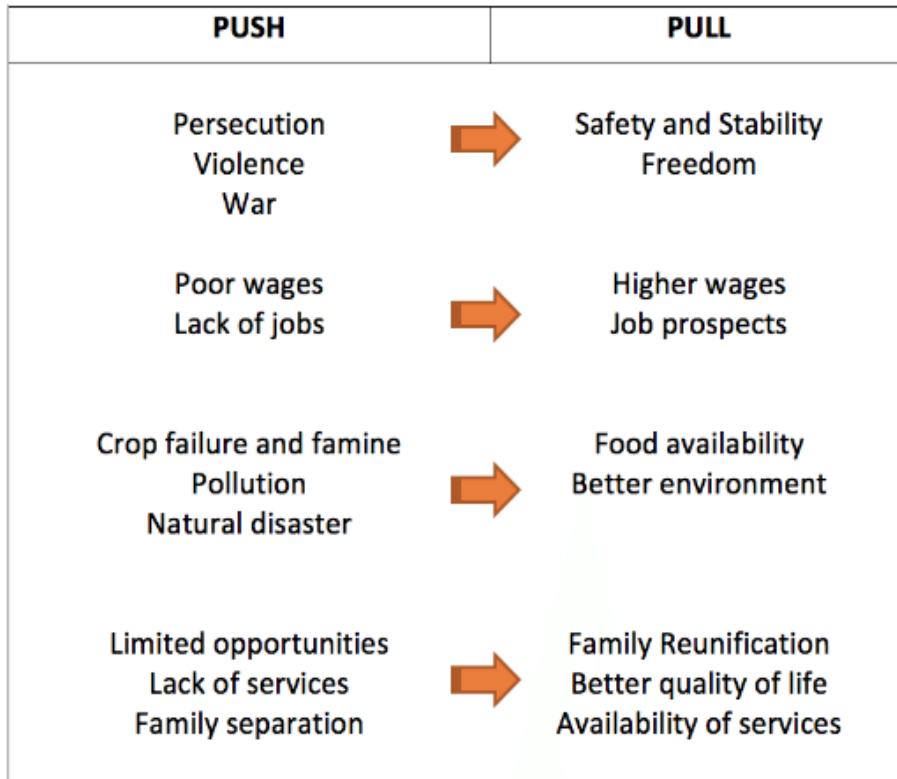 PUSH PULL
Persecution Safety and Stability
Violence Freedom
War
Poor wages Higher wages
Lack of jobs Job prospects
Crop failure and famine Food availability
Pollution Better environment
Natural disaster
Limited opportunities Family Reunification
Lack of services Better quality of life
Family separation Availability of services